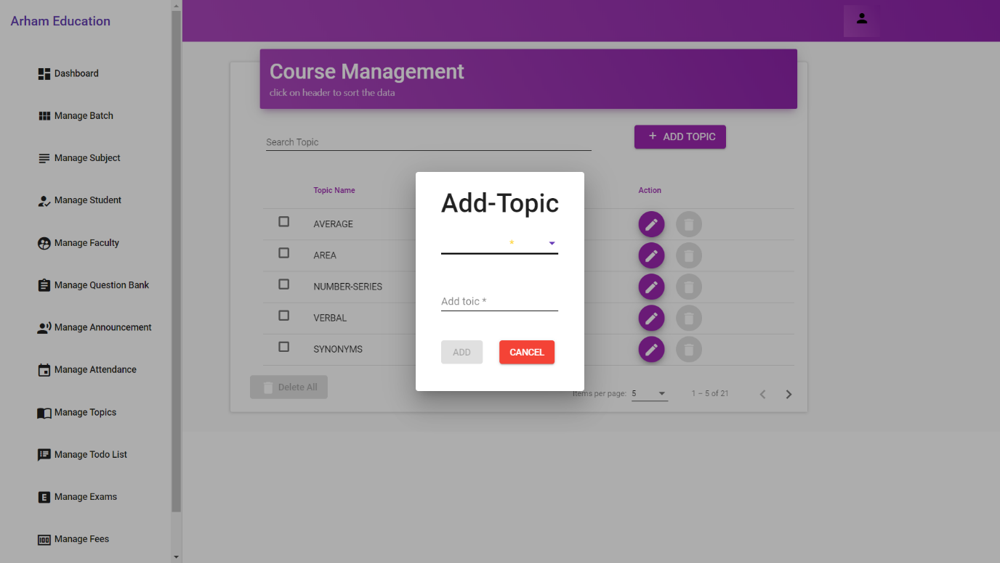 Arham Education
Dashboard
Manage Batch
Manage Subject
Manage Student
Manage Faculty
Manage Question Bank
Manage Announcement
Manage Attendance
Manage Topics
Manage Todo List
E Manage Exams
100 Manage Fees
Course Management
click on header to sort the data
Search Topic
+ ADD TOPIC
Topic Name Action
AVERAGE
AREA
NUMBER-SERIES
VERBAL
SYNONYMS
Delete All
Items per page: 5 1 – 5 of 21
Add-Topic
*
Add toic *
ADD CANCEL